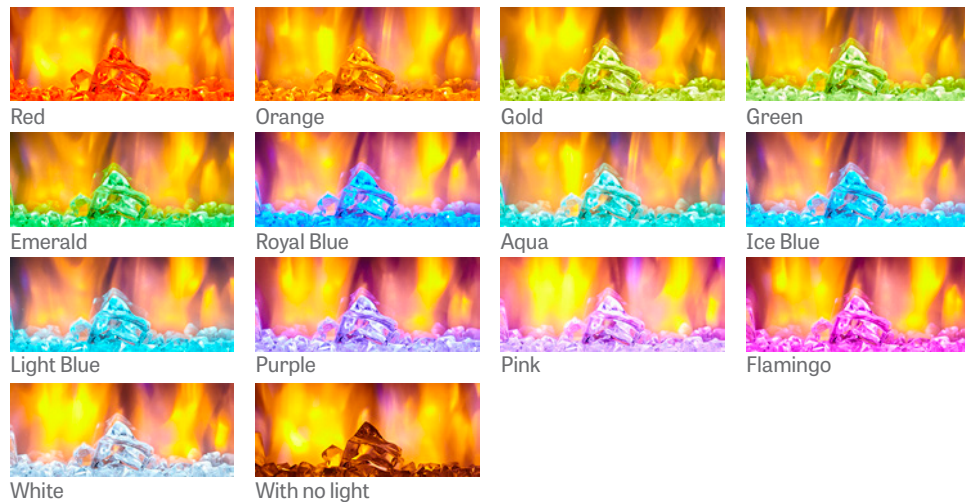 Red
Orange
Gold
Green
Emerald
Royal Blue
Aqua
Ice Blue
Light Blue
Purple
Pink
Flamingo
White
With no light